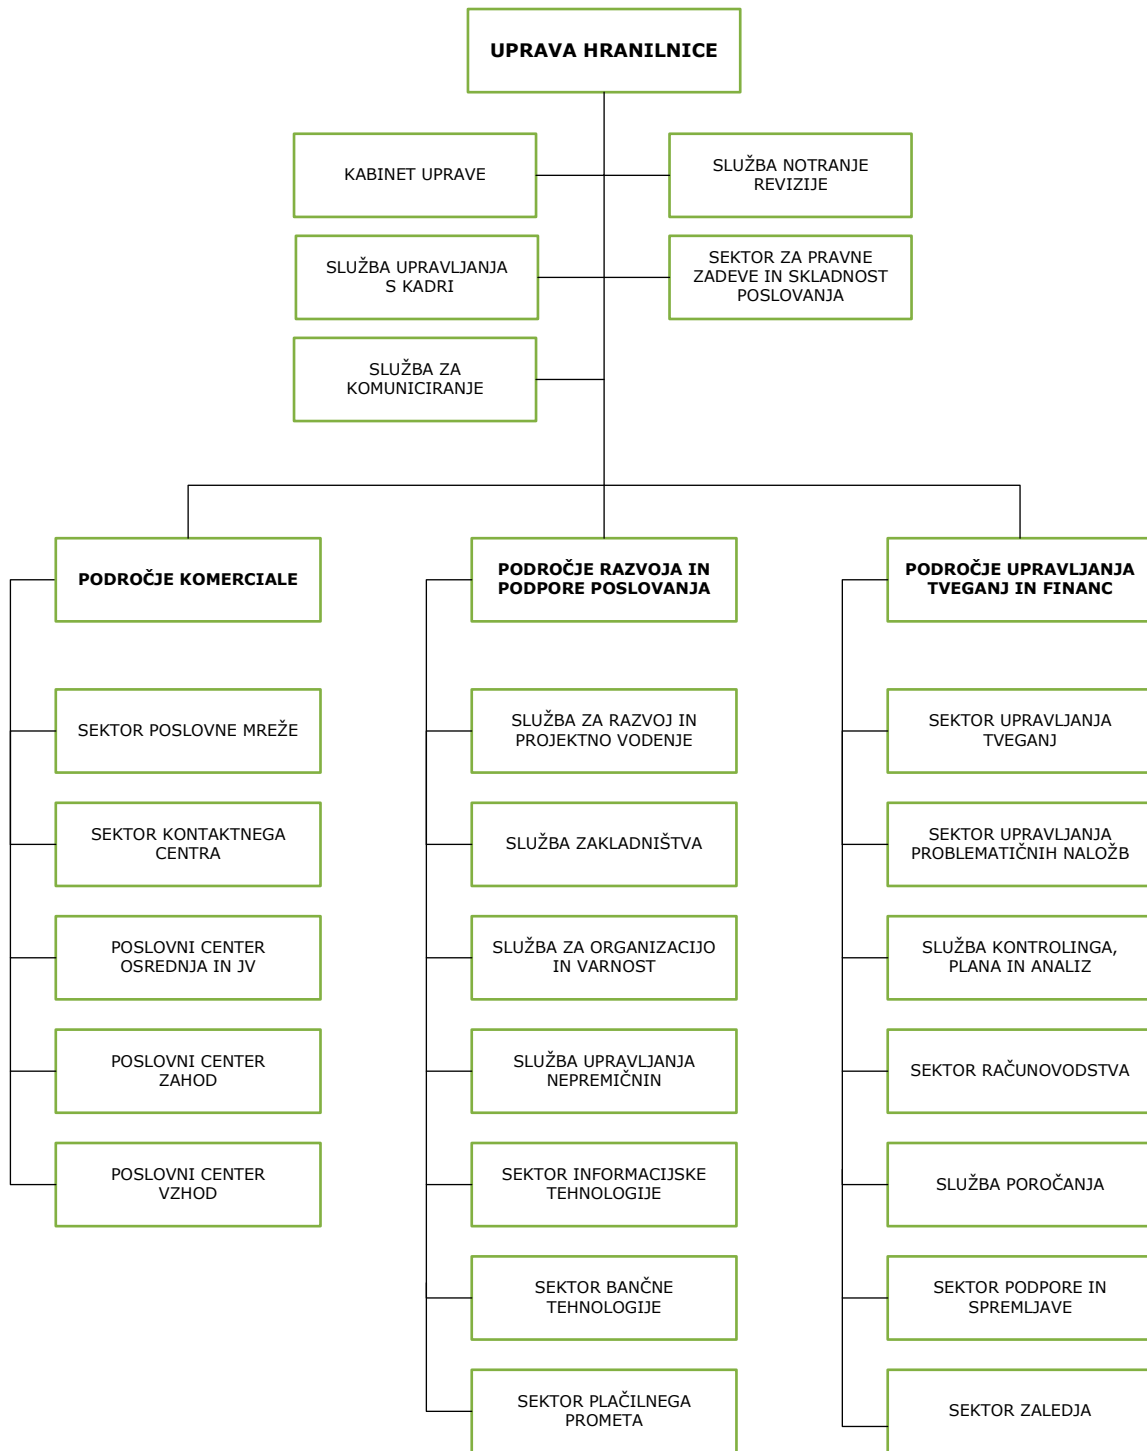 UPRAVA HRANILNICE
KABINET UPRAVE
SLUŽBA NOTRANJE
REVIZIJE
SLUŽBA UPRAVLJANJA
S KADRI
SEKTOR ZA PRAVNE
ZADEVE IN SKLADNOST
POSLOVANJA
SLUŽBA ZA
KOMUNICIRANJE
PODROČJE KOMERCIALE
SEKTOR POSLOVNE MREŽE
SEKTOR KONTAKTNEGA
CENTRA
POSLOVNI CENTER
OSREDNJA IN JV
POSLOVNI CENTER
ZAHOD
POSLOVNI CENTER
VZHOD
PODROČJE RAZVOJA IN
PODPORE POSLOVANJA
SLUŽBA ZA RAZVOJ IN
PROJEKTNO VODENJE
SLUŽBA ZAKLADNIŠTVA
SLUŽBA ZA ORGANIZACIJO
IN VARNOST
SLUŽBA UPRAVLJANJA
NEPREMIČNIN
SEKTOR INFORMACIJSKE
TEHNOLOGIJE
SEKTOR BANČNE
TEHNOLOGIJE
SEKTOR PLAČILNEGA
PROMETA
PODROČJE UPRAVLJANJA
TVEGANJ IN FINANC
SEKTOR UPRAVLJANJA
TVEGANJ
SEKTOR UPRAVLJANJA
PROBLEMATIČNIH NALOŽB
SLUŽBA KONTROLINGA,
PLANA IN ANALIZ
SEKTOR RAČUNOVODSTVA
SLUŽBA POROČANJA
SEKTOR PODPORE IN
SPREMLJAVE
SEKTOR ZALEDJA